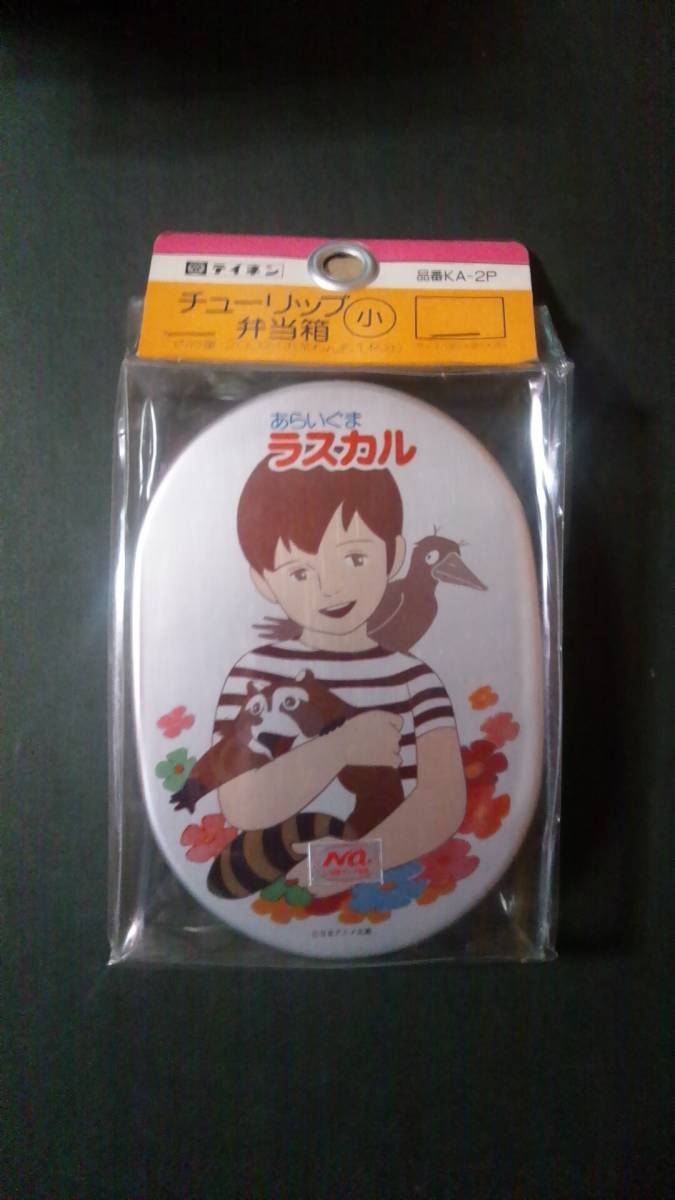 テイネン
品番KA-2P
チューリップ
弁当箱 小
あらいぐま
ラスカル
NA